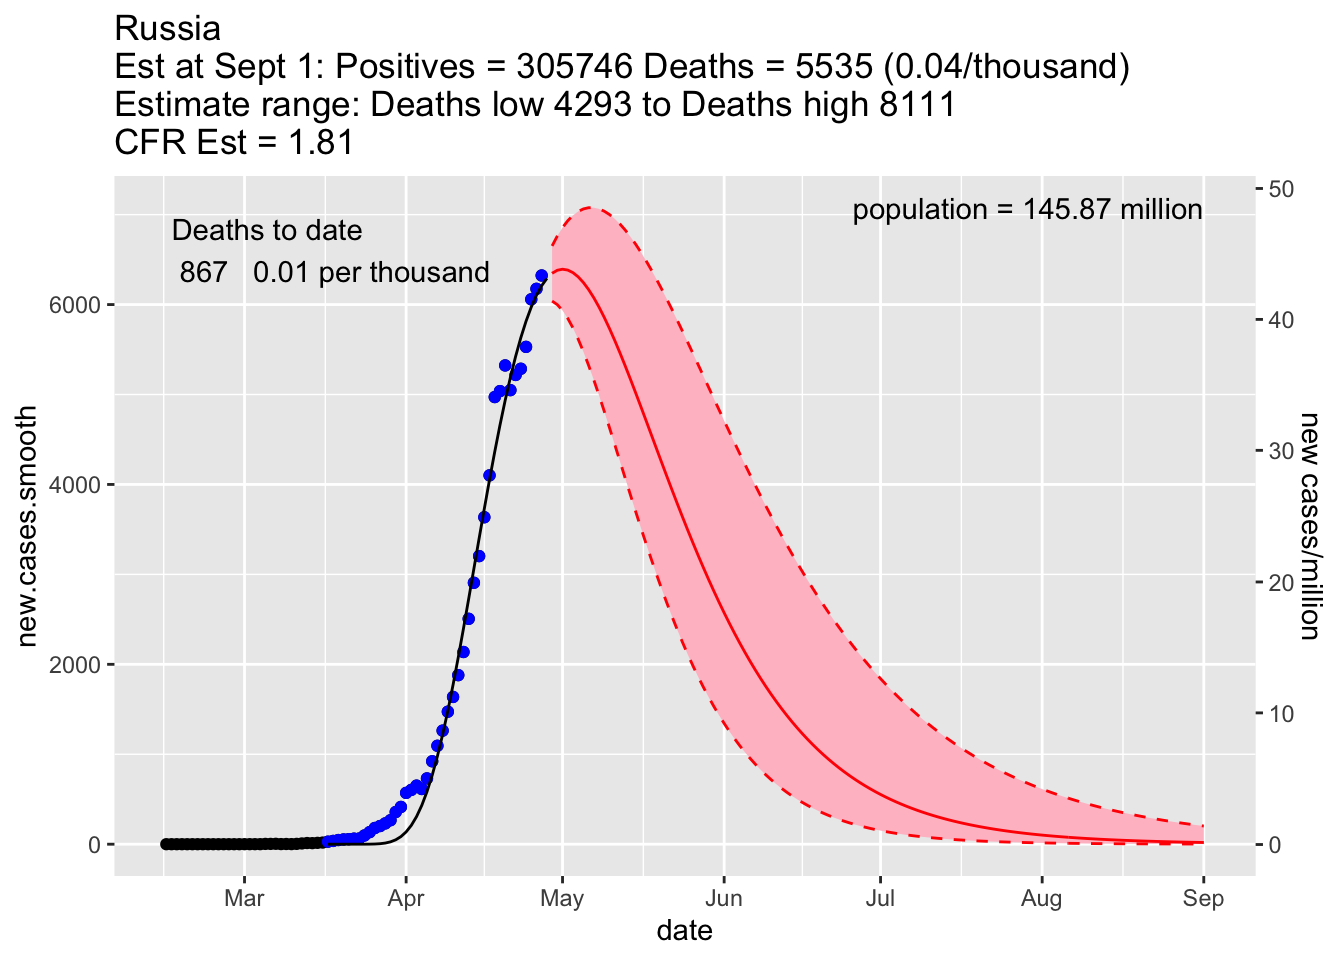 Russia
Est at Sept 1: Positives = 305746 Deaths = 5535 (0.04/thousand)
Estimate range: Deaths low 4293 to Deaths high 8111
CFR Est = 1.81
Deaths to date
867 0.01 per thousand
population = 145.87 million
new.cases.smooth
6000
4000
2000
0
50
40
30
20
10
0
new cases/million
Mar Apr May Jun Jul Aug Sep
date